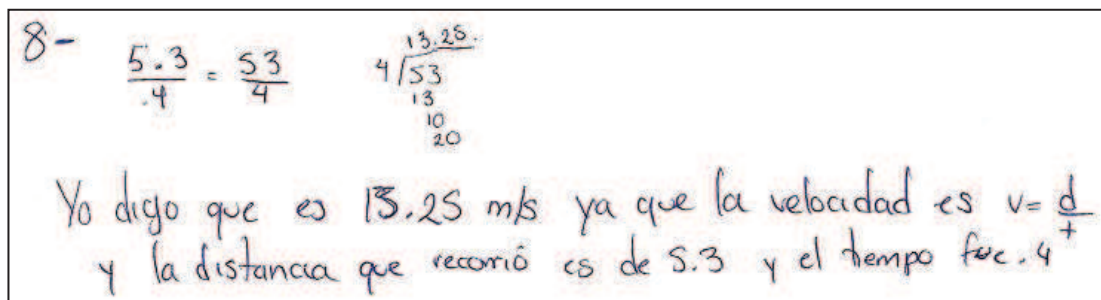 8-
5.3/.4 = 53/4
13.25.
4/53
13
10
20
Yo digo que es 13.25 m/s ya que la velocidad es v= d/t
y la distancia que recorrió es de 5.3 y el tiempo fue .4